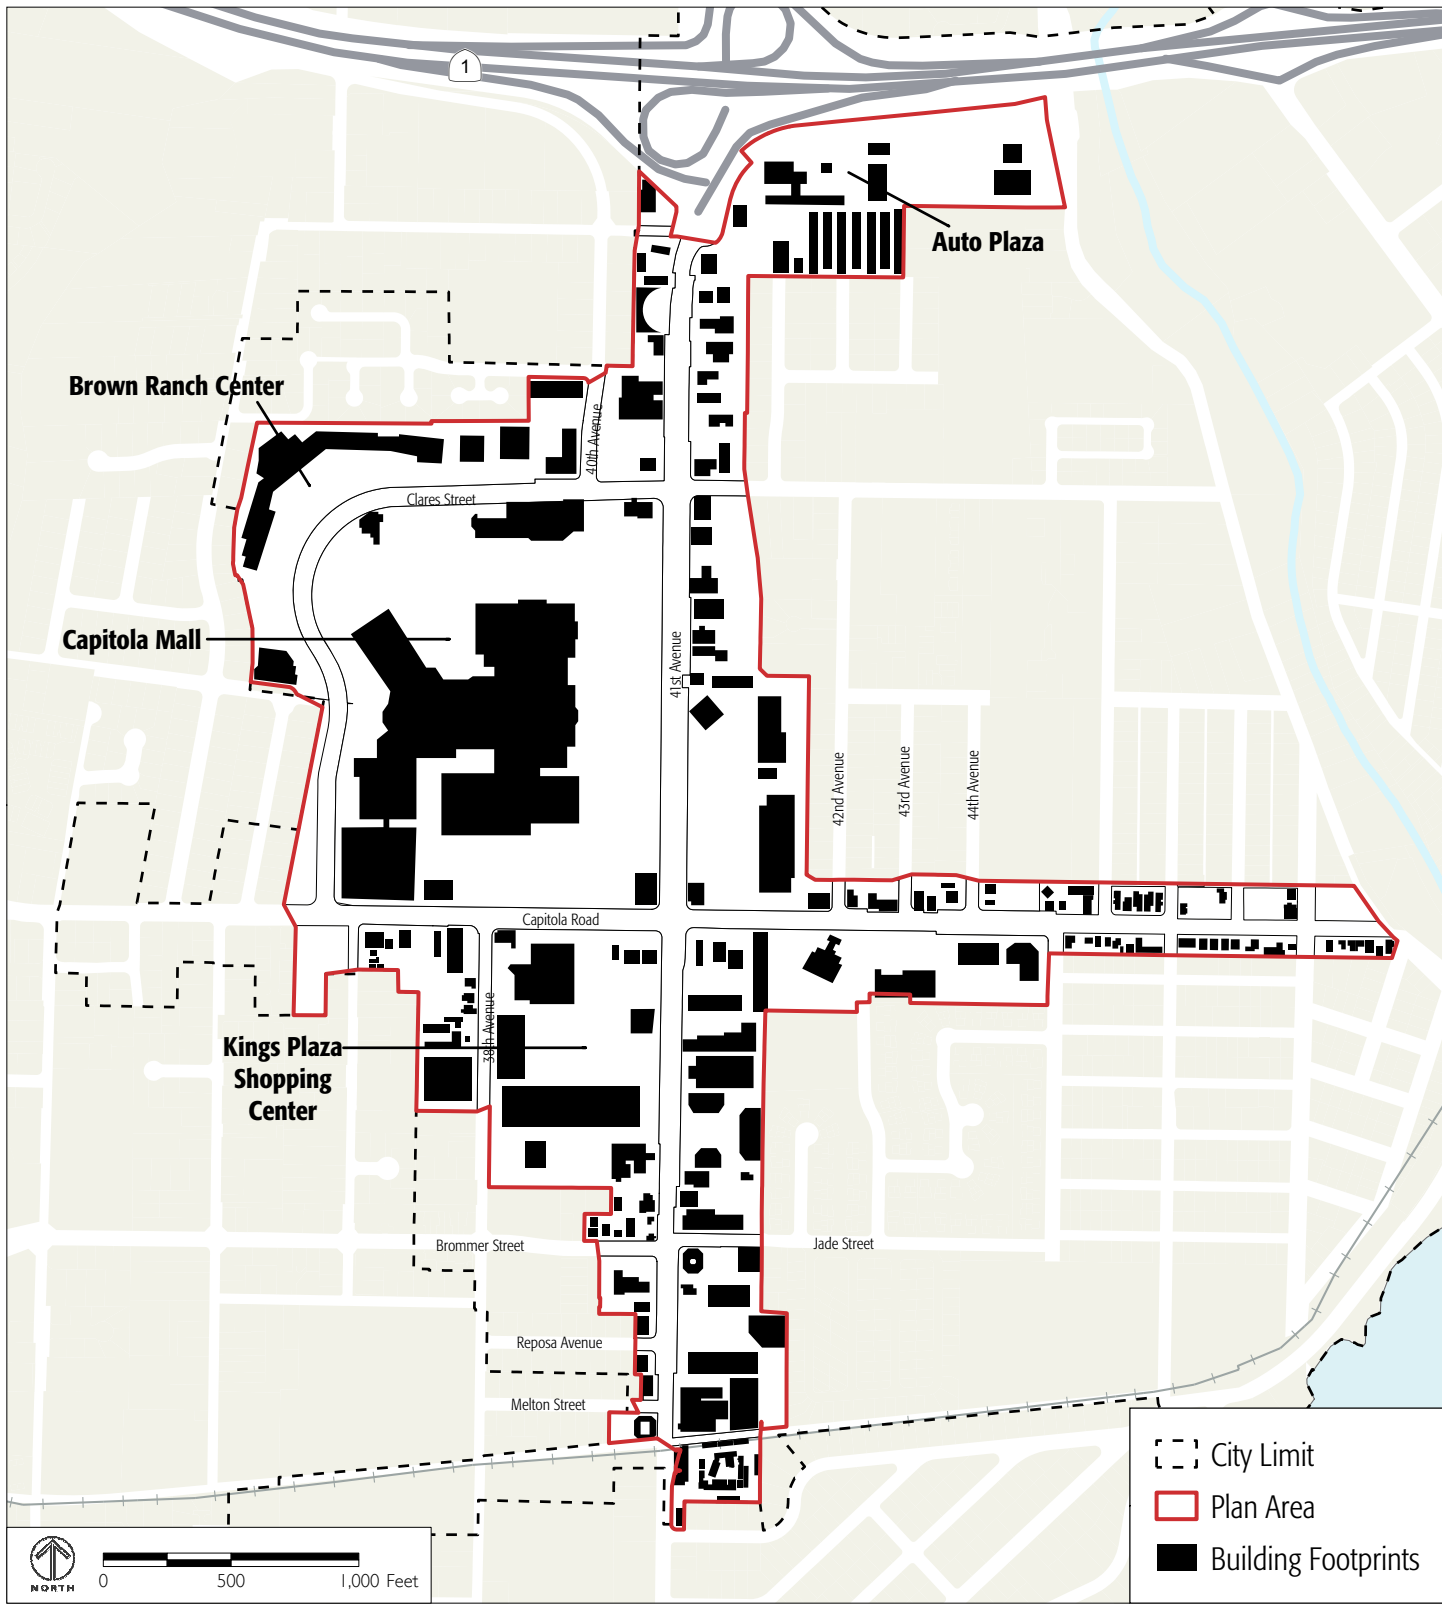 1
Auto Plaza
Brown Ranch Center
40th Avenue
Clares Street
Capitola Mall
41st Avenue
42nd Avenue
43rd Avenue
44th Avenue
Capitola Road
38th Avenue
Kings Plaza
Shopping
Center
Brommer Street
Jade Street
Reposa Avenue
Melton Street
City Limit
Plan Area
Building Footprints
NORTH
0 500 1,000 Feet